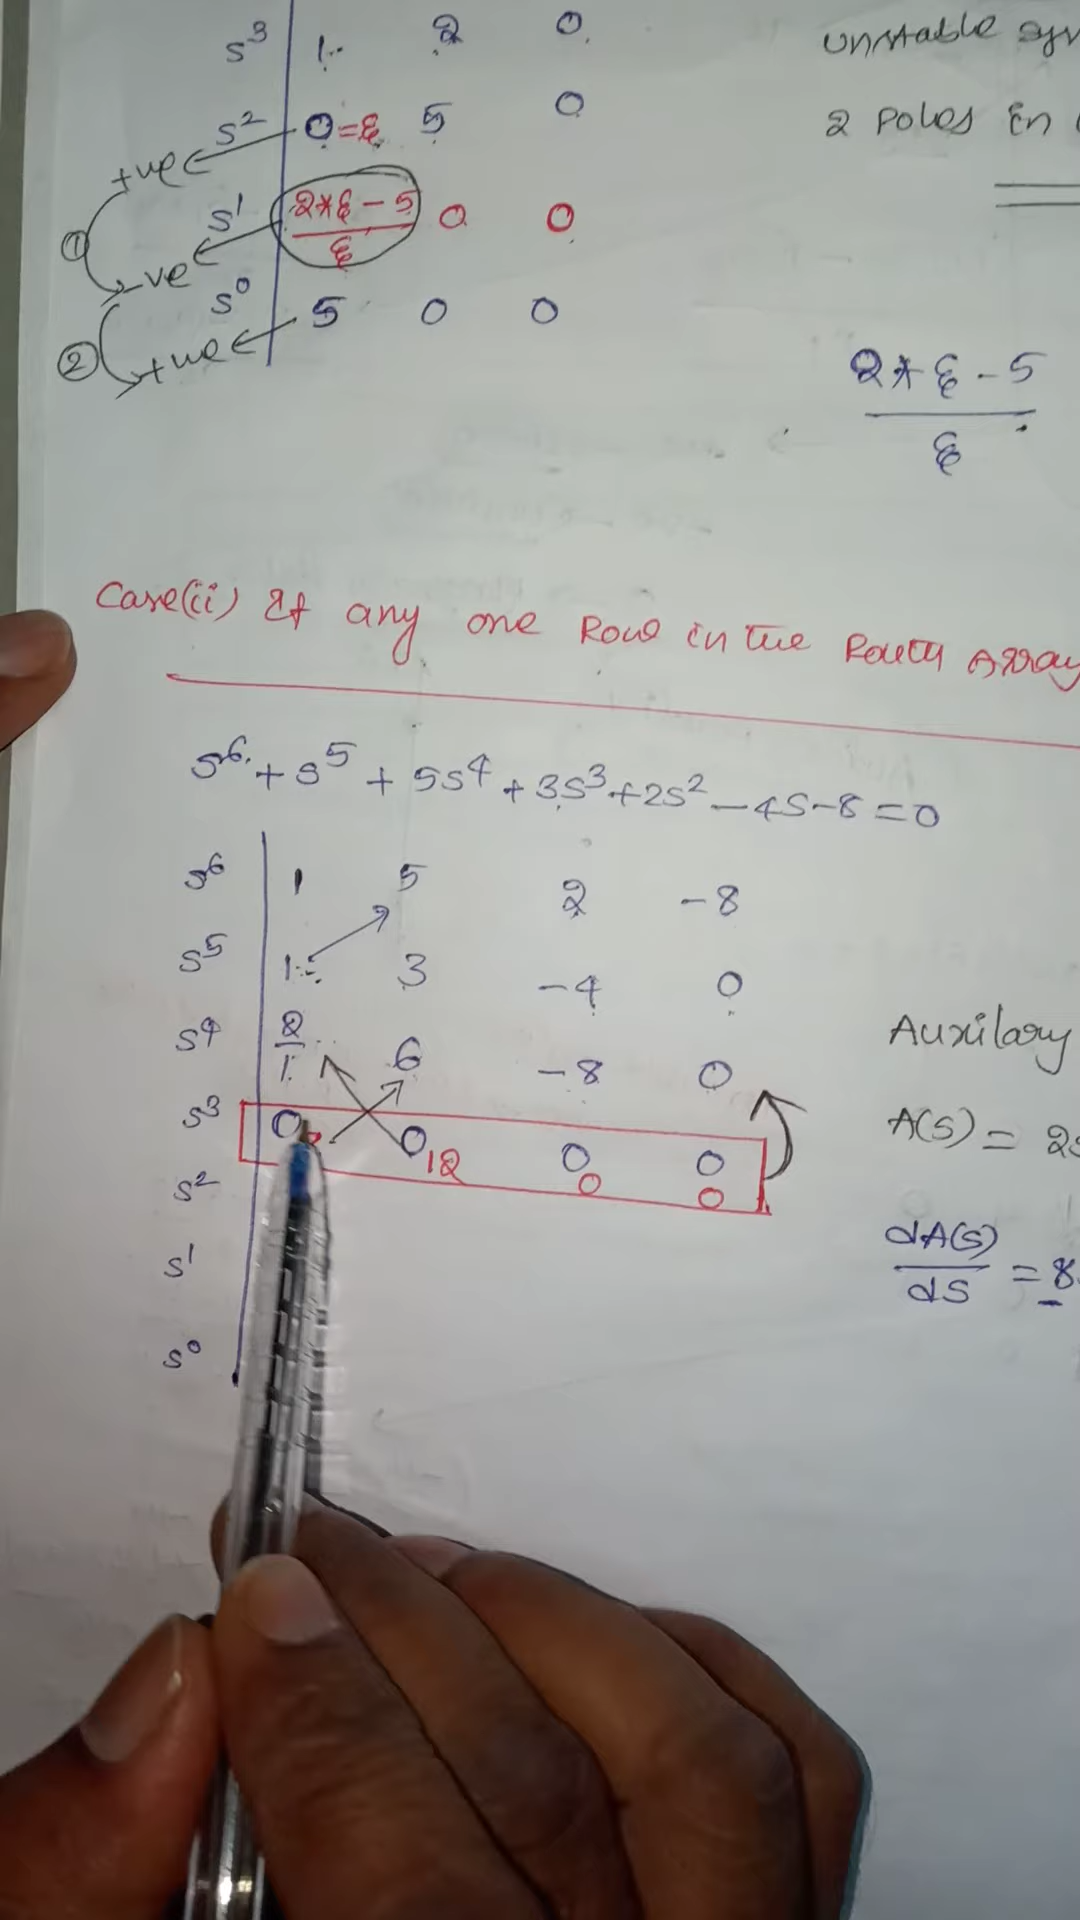 s³ 1 2 0 unstable
s² 0=ε 5 0 2 poles in
+ve
s¹ 2*ε-5/ε 0 0
① -ve
s⁰ 5 0 0
② +ve
2*ε-5/ε
Case(ii) If any one Row in the Routh Array
s⁶+s⁵+5s⁴+3s³+2s²-4s-8=0
s⁶ 1 5 2 -8
s⁵ 1 3 -4 0
s⁴ 2/1 6 -8 0 Auxilary
s³ 0 0 12 0 0 0 0 A(s)=
s²
dA(s)/ds = 8
s¹
s⁰